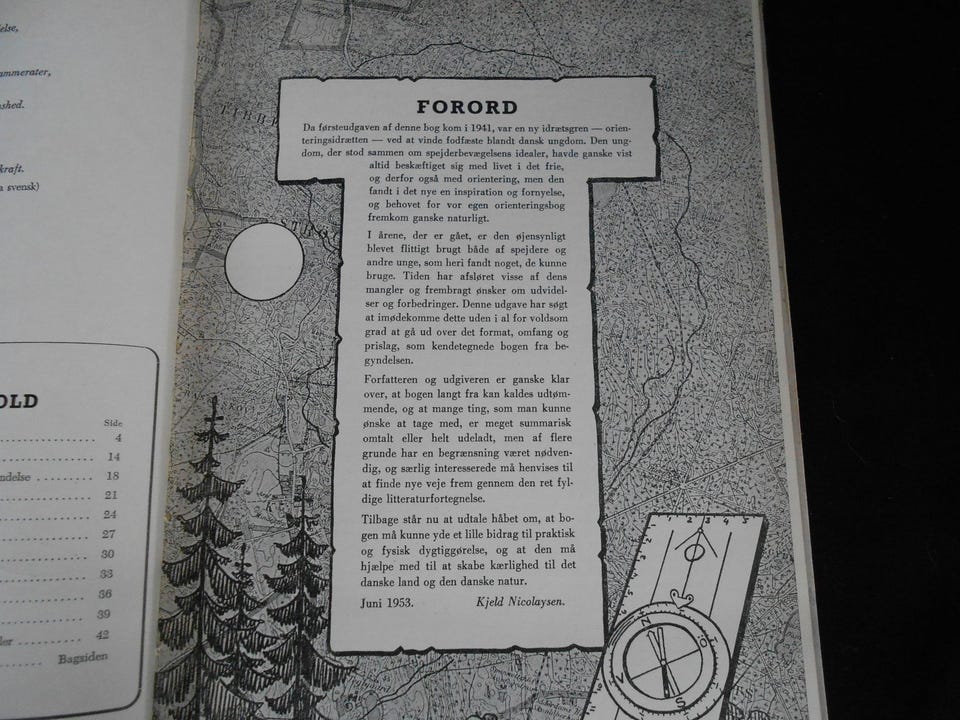 else,
ammerater,
shed.
kraft.
a svensk)
OLD
Side
4
14
ndelse 18
21
24
27
30
33
36
39
ler 42
Bagsiden
FORORD
Da førsteudgaven af denne bog kom i 1941, var en ny idrætsgren — orien-
teringsidrætten — ved at vinde fodfæste blandt dansk ungdom. Den ung-
dom, der stod sammen om spejderbevægelsens idealer, havde ganske vist
altid beskæftiget sig med livet i det frie,
og derfor også med orientering, men den
fandt i det nye en inspiration og fornyelse,
og behovet for vor egen orienteringsbog
fremkom ganske naturligt.
I årene, der er gået, er den øjensynligt
blevet flittigt brugt både af spejdere og
andre unge, som heri fandt noget, de kunne
bruge. Tiden har afsløret visse af dens
mangler og frembragt ønsker om udvidel-
ser og forbedringer. Denne udgave har søgt
at imødekomme dette uden i al for voldsom
grad at gå ud over det format, omfang og
prislag, som kendetegnede bogen fra be-
gyndelsen.
Forfatteren og udgiveren er ganske klar
over, at bogen langt fra kan kaldes udtøm-
mende, og at mange ting, som man kunne
ønske at tage med, er meget summarisk
omtalt eller helt udeladt, men af flere
grunde har en begrænsning været nødven-
dig, og særlig interesserede må henvises til
at finde nye veje frem gennem den ret fyl-
dige litteraturfortegnelse.
Tilbage står nu at udtale håbet om, at bo-
gen må kunne yde et lille bidrag til praktisk
og fysisk dygtiggørelse, og at den må
hjælpe med til at skabe kærlighed til det
danske land og den danske natur.
Juni 1953. Kjeld Nicolaysen.
1 2 3 4 5
N
Ø
S
V